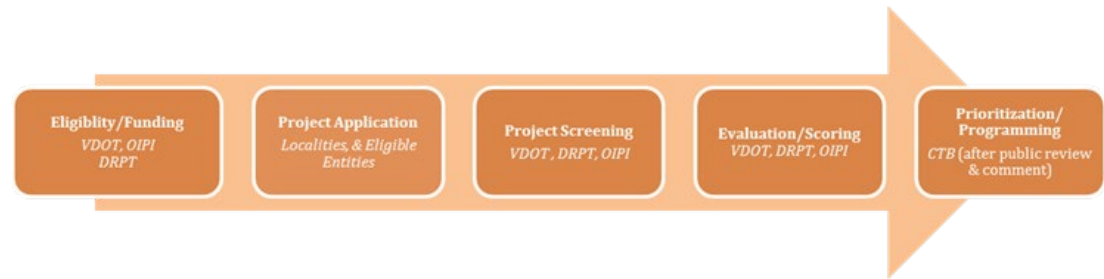 Eligiblity/Funding
VDOT, OIPI
DRPT
Project Application
Localities, & Eligible
Entities
Project Screening
VDOT , DRPT, OIPI
Evaluation/Scoring
VDOT, DRPT, OIPI
Prioritization/
Programming
CTB (after public review
& comment)